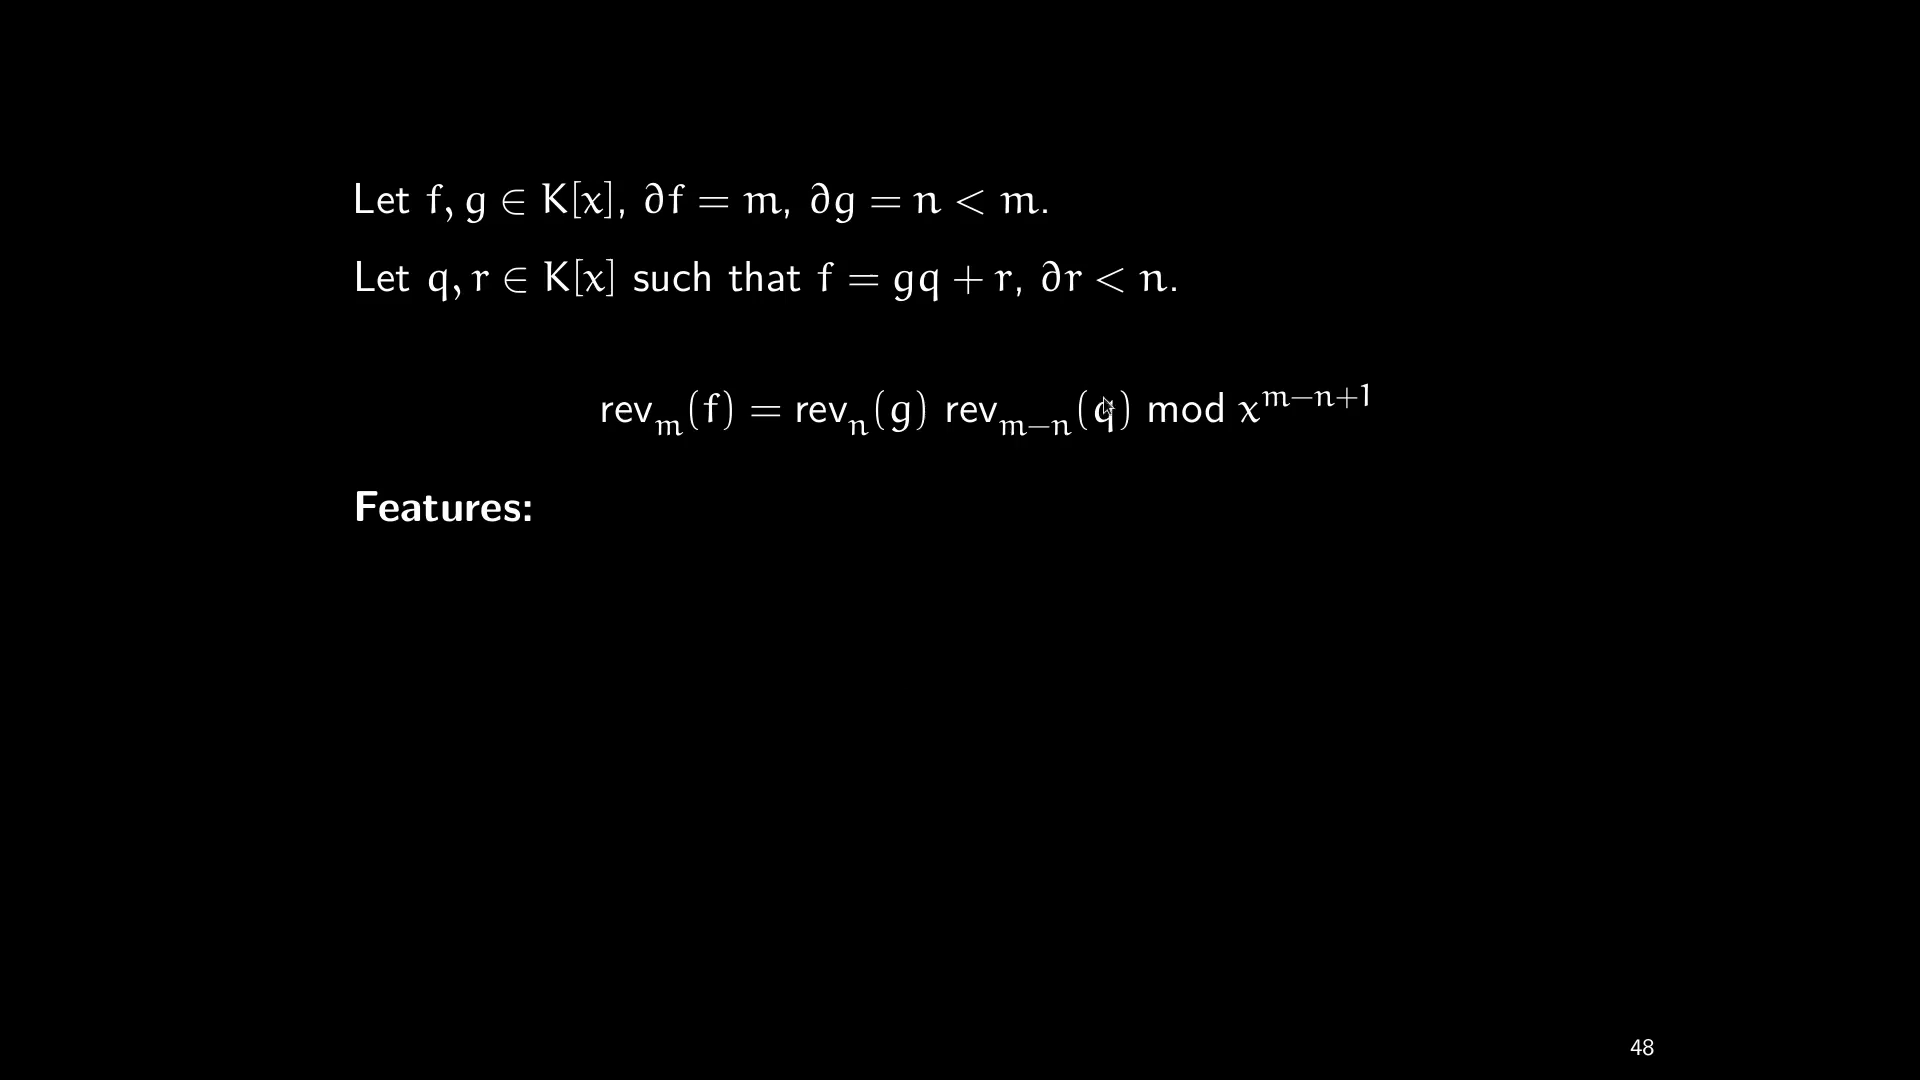 Let f, g ∈ K[x], ∂f = m, ∂g = n < m.
Let q, r ∈ K[x] such that f = gq + r, ∂r < n.
rev_m(f) = rev_n(g) rev_{m−n}(q) mod x^{m−n+1}
Features:
48